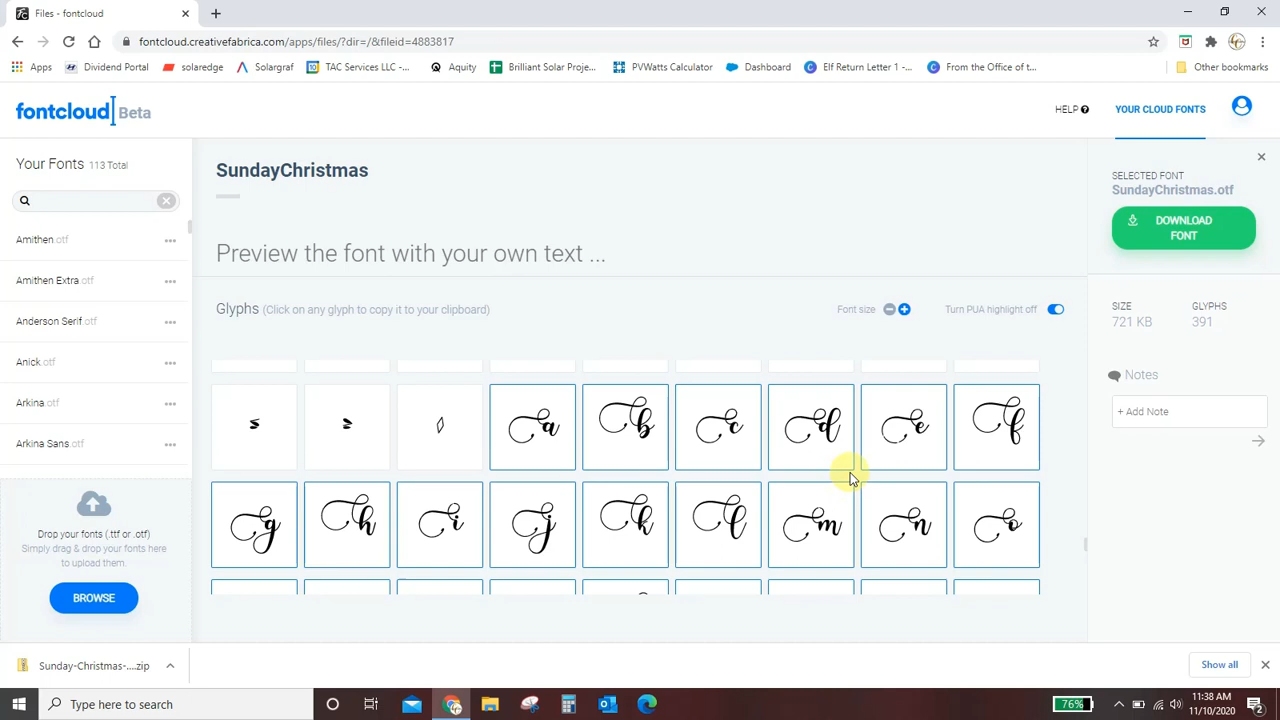 Files - fontcloud
fontcloud.creativefabrica.com/apps/files/?dir=/&fileid=4883817
Apps Dividend Portal solaredge Solargraf TAC Services LLC -... Aquity Brilliant Solar Proje... PVWatts Calculator Dashboard Elf Return Letter 1 -... From the Office of t... Other bookmarks
fontcloud Beta
HELP
YOUR CLOUD FONTS
Your Fonts 113 Total
Amithen.otf
Amithen Extra.otf
Anderson Serif.otf
Anick.otf
Arkina.otf
Arkina Sans.otf
Drop your fonts (.ttf or .otf)
Simply drag & drop your fonts here
to upload them.
BROWSE
SundayChristmas
Preview the font with your own text ...
Glyphs (Click on any glyph to copy it to your clipboard)
Font size
Turn PUA highlight off
≤ ≥ ◊ a b c d e f
g h i j k l m n o
SELECTED FONT
SundayChristmas.otf
DOWNLOAD
FONT
SIZE GLYPHS
721 KB 391
Notes
+ Add Note
Sunday-Christmas-....zip
Show all
Type here to search
76%
11:38 AM
11/10/2020
2